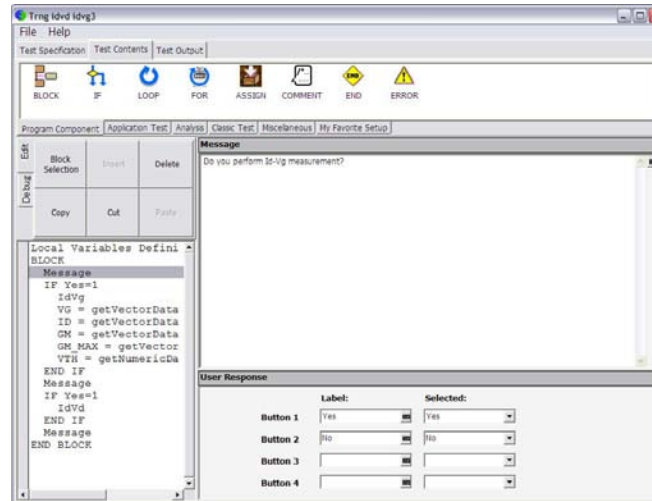 Trng Idvd idvg3
File Help
Test Specification Test Contents Test Output
BLOCK IF LOOP FOR ASSIGN COMMENT END ERROR
Program Component Application Test Analysis Classic Test Miscelaneous My Favorite Setup
Edit
Debug
Block Selection Insert Delete
Copy Cut Paste
Local Variables Defini
BLOCK
Message
IF Yes=1
IdVg
VG = getVectorData
ID = getVectorData
GM = getVectorData
GM_MAX = getVector
VTH = getNumericDa
END IF
Message
IF Yes=1
IdVd
END IF
Message
END BLOCK
Message
Do you perform Id-Vg measurement?
User Response
Label: Selected:
Button 1 Yes Yes
Button 2 No No
Button 3
Button 4